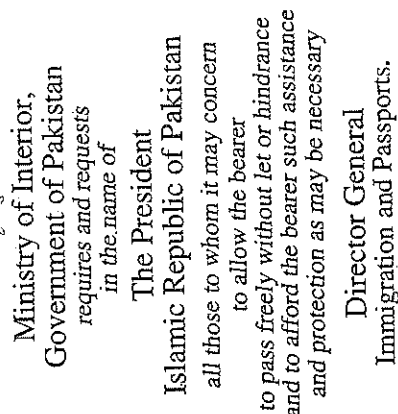 Ministry of Interior,
Government of Pakistan
requires and requests
in the name of
The President
Islamic Republic of Pakistan
all those to whom it may concern
to allow the bearer
to pass freely without let or hindrance
and to afford the bearer such assistance
and protection as may be necessary
Director General
Immigration and Passports.